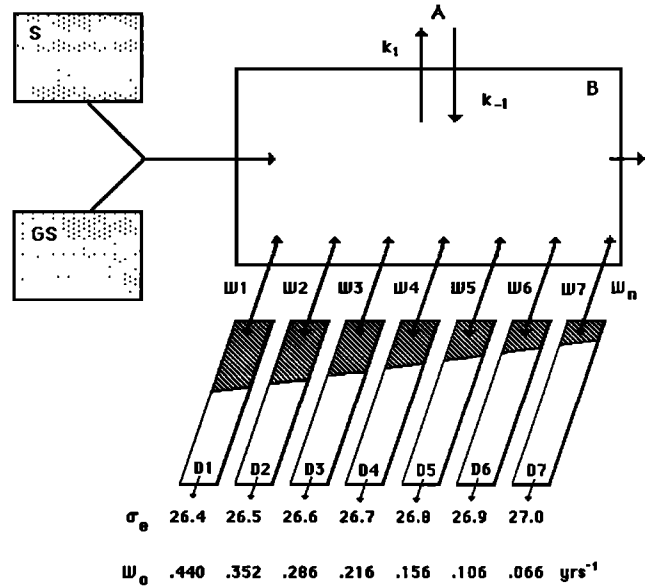 A
S
k₁
B
k₋₁
GS
W1 W2 W3 W4 W5 W6 W7 Wₙ
D1 D2 D3 D4 D5 D6 D7
σₑ 26.4 26.5 26.6 26.7 26.8 26.9 27.0
W₀ .440 .352 .286 .216 .156 .106 .066 yrs⁻¹